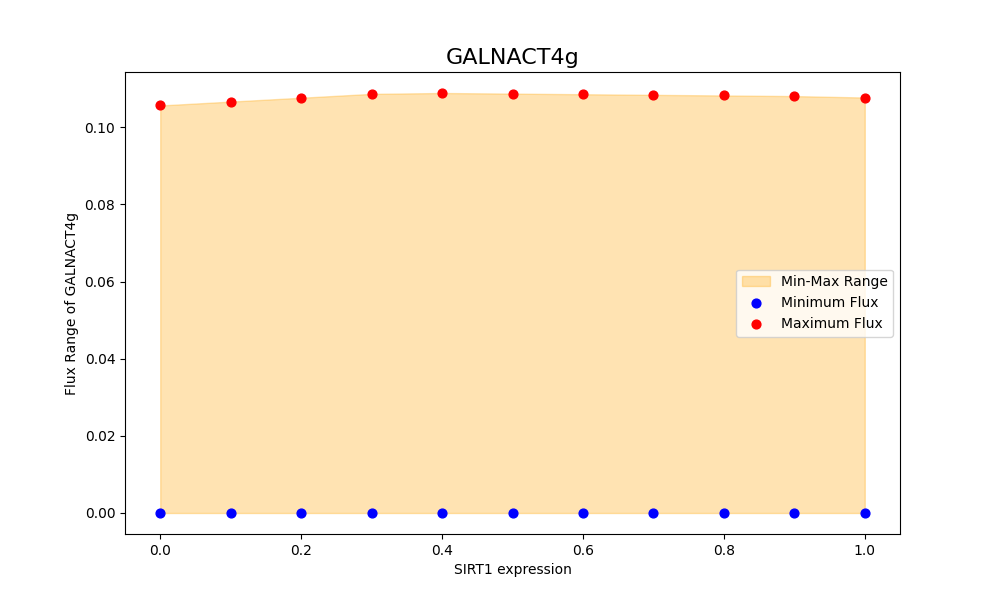 GALNACT4g
Flux Range of GALNACT4g
0.10
0.08
0.06
0.04
0.02
0.00
Min-Max Range
Minimum Flux
Maximum Flux
0.0 0.2 0.4 0.6 0.8 1.0
SIRT1 expression